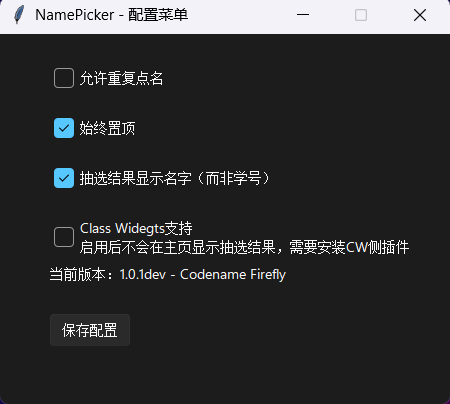 NamePicker - 配置菜单
允许重复点名
始终置顶
抽选结果显示名字（而非学号）
Class Widegts支持
启用后不会在主页显示抽选结果，需要安装CW侧插件
当前版本：1.0.1dev - Codename Firefly
保存配置